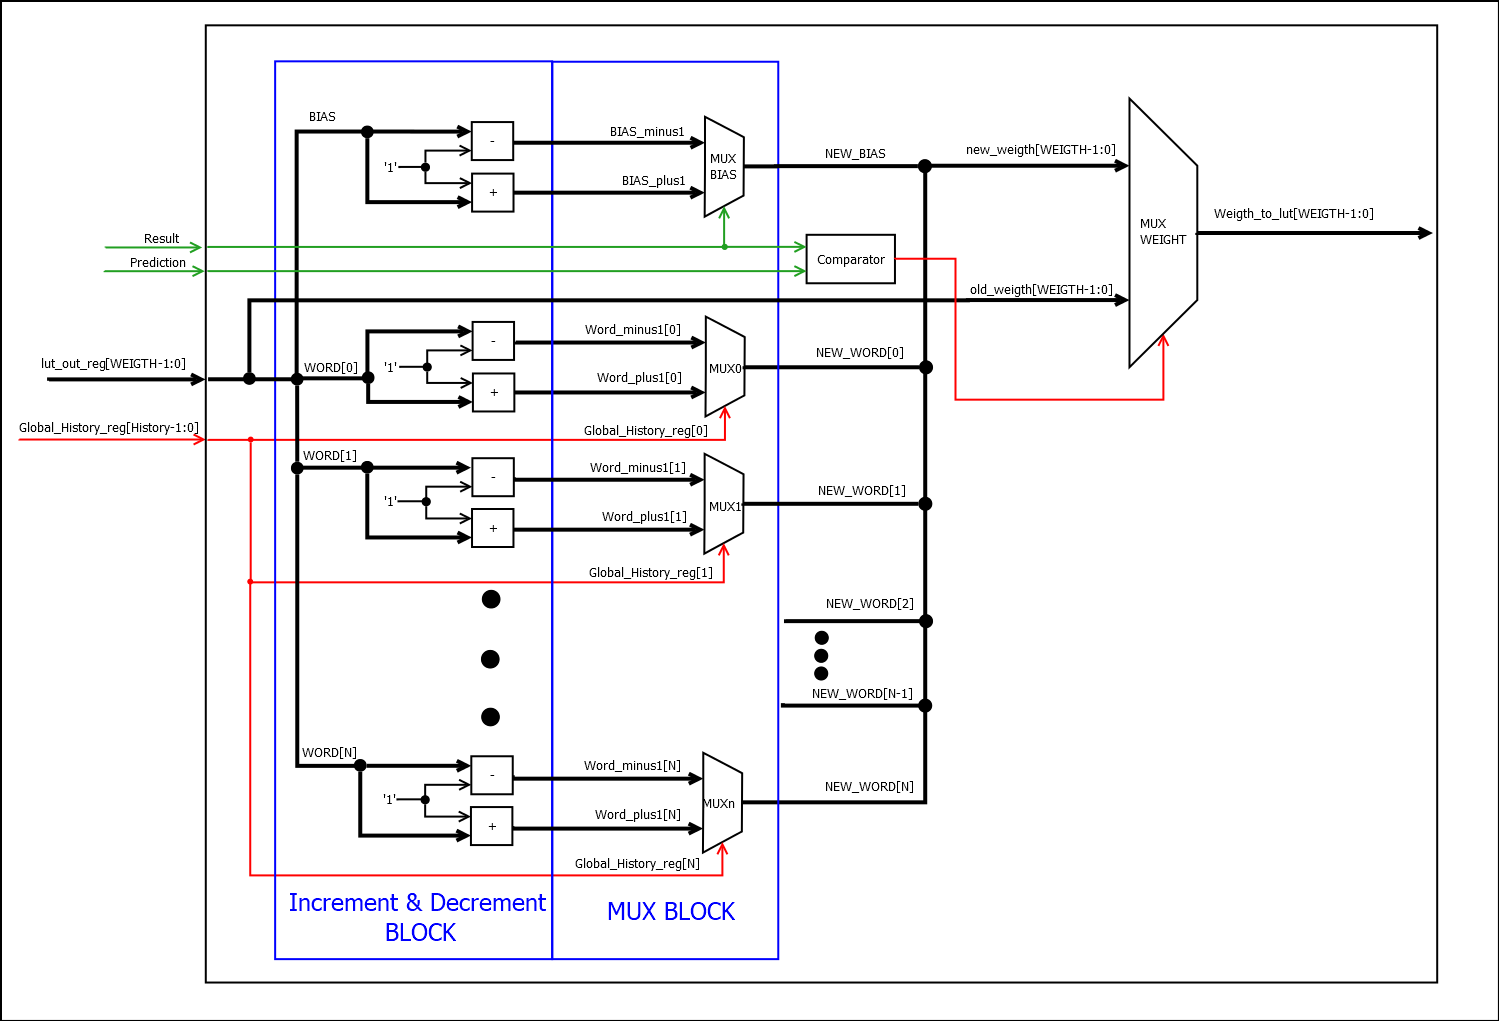 BIAS
-
'1'
+
BIAS_minus1
BIAS_plus1
MUX
BIAS
NEW_BIAS
new_weigth[WEIGTH-1:0]
MUX
WEIGHT
Weigth_to_lut[WEIGTH-1:0]
Result
Prediction
Comparator
old_weigth[WEIGTH-1:0]
lut_out_reg[WEIGTH-1:0]
WORD[0]
-
'1'
+
Word_minus1[0]
Word_plus1[0]
MUX0
NEW_WORD[0]
Global_History_reg[History-1:0]
Global_History_reg[0]
WORD[1]
-
'1'
+
Word_minus1[1]
Word_plus1[1]
MUX1
NEW_WORD[1]
Global_History_reg[1]
NEW_WORD[2]
NEW_WORD[N-1]
WORD[N]
-
'1'
+
Word_minus1[N]
Word_plus1[N]
MUXn
NEW_WORD[N]
Global_History_reg[N]
Increment & Decrement
BLOCK
MUX BLOCK